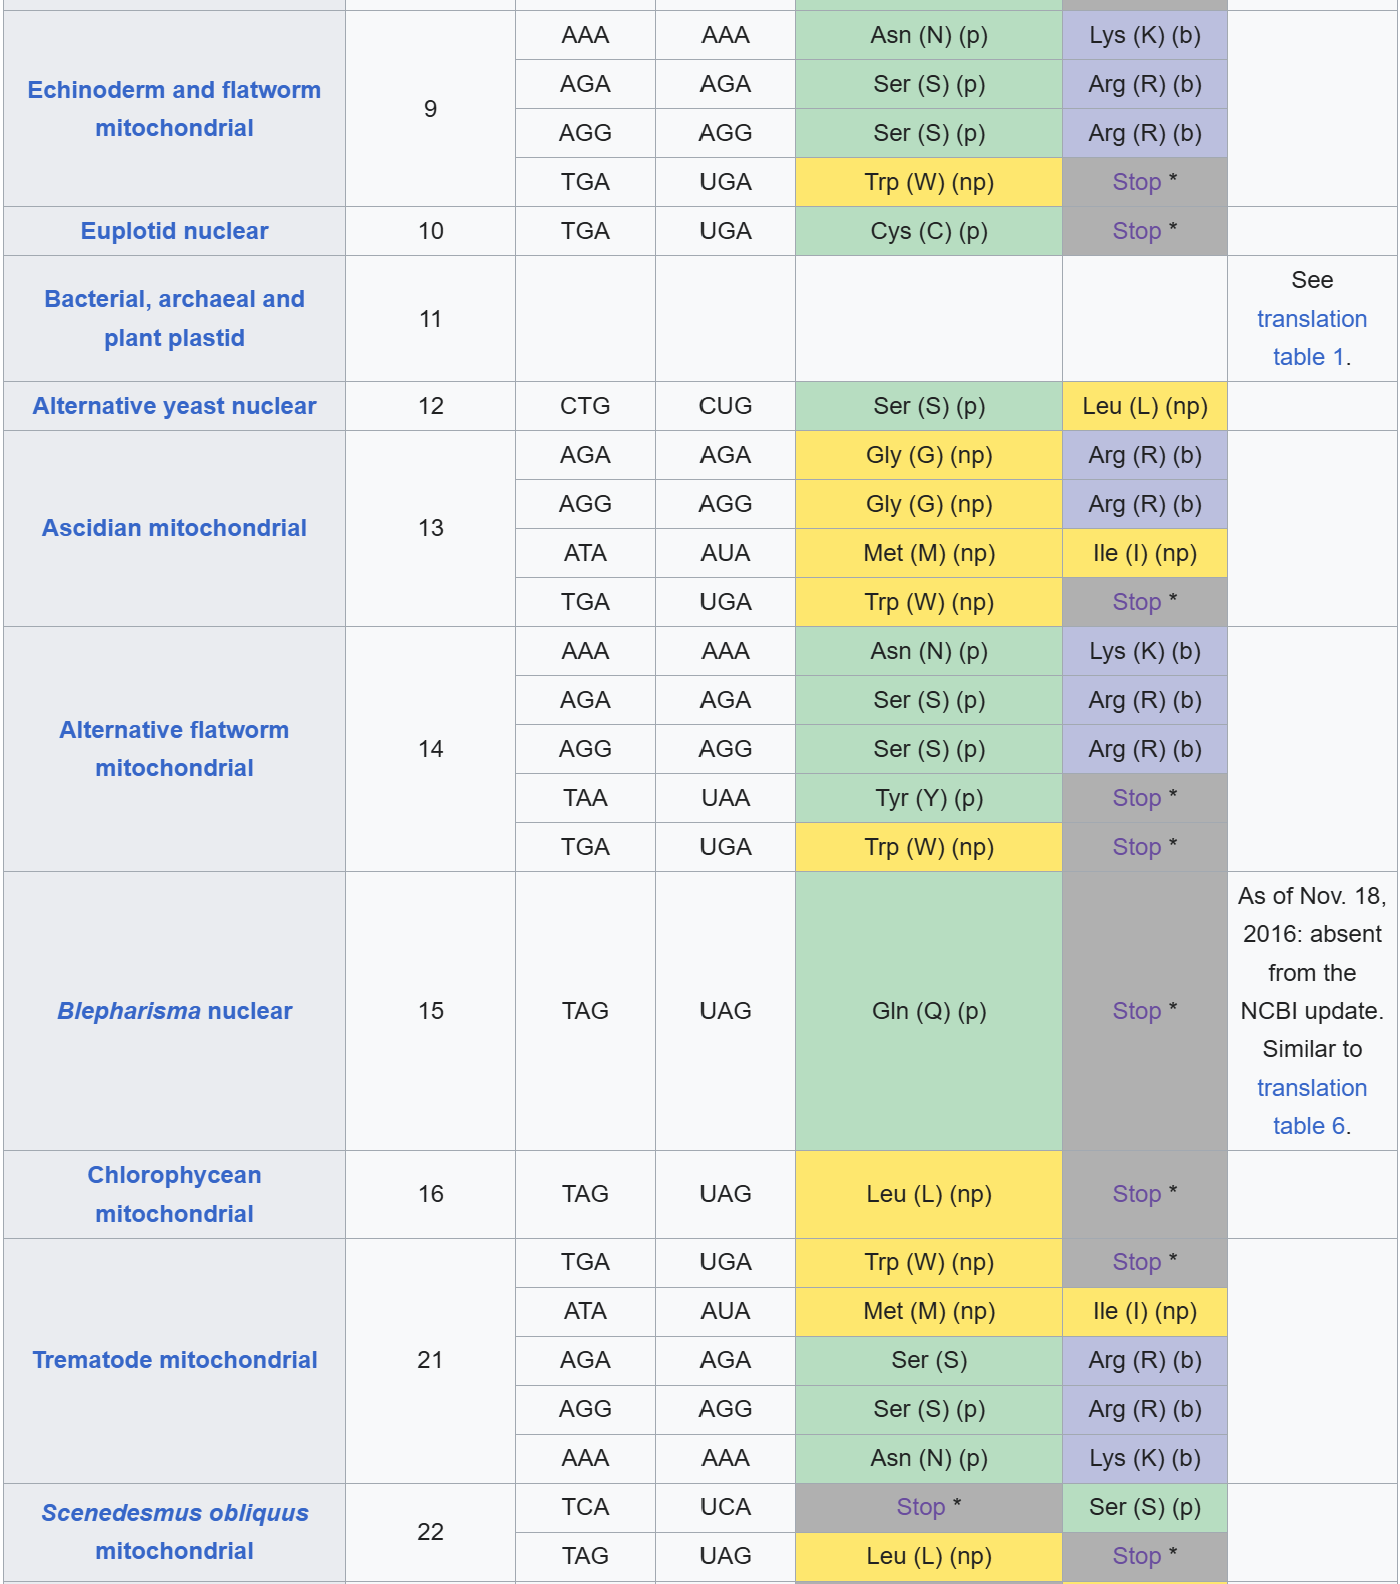 AAA AAA Asn (N) (p) Lys (K) (b)
Echinoderm and flatworm
mitochondrial
9
AGA AGA Ser (S) (p) Arg (R) (b)
AGG AGG Ser (S) (p) Arg (R) (b)
TGA UGA Trp (W) (np) Stop *
Euplotid nuclear 10 TGA UGA Cys (C) (p) Stop *
Bacterial, archaeal and
plant plastid
11
See
translation
table 1.
Alternative yeast nuclear 12 CTG CUG Ser (S) (p) Leu (L) (np)
Ascidian mitochondrial 13
AGA AGA Gly (G) (np) Arg (R) (b)
AGG AGG Gly (G) (np) Arg (R) (b)
ATA AUA Met (M) (np) Ile (I) (np)
TGA UGA Trp (W) (np) Stop *
Alternative flatworm
mitochondrial
14
AAA AAA Asn (N) (p) Lys (K) (b)
AGA AGA Ser (S) (p) Arg (R) (b)
AGG AGG Ser (S) (p) Arg (R) (b)
TAA UAA Tyr (Y) (p) Stop *
TGA UGA Trp (W) (np) Stop *
Blepharisma nuclear 15 TAG UAG Gln (Q) (p) Stop *
As of Nov. 18,
2016: absent
from the
NCBI update.
Similar to
translation
table 6.
Chlorophycean
mitochondrial
16 TAG UAG Leu (L) (np) Stop *
Trematode mitochondrial 21
TGA UGA Trp (W) (np) Stop *
ATA AUA Met (M) (np) Ile (I) (np)
AGA AGA Ser (S) Arg (R) (b)
AGG AGG Ser (S) (p) Arg (R) (b)
AAA AAA Asn (N) (p) Lys (K) (b)
Scenedesmus obliquus
mitochondrial
22
TCA UCA Stop * Ser (S) (p)
TAG UAG Leu (L) (np) Stop *